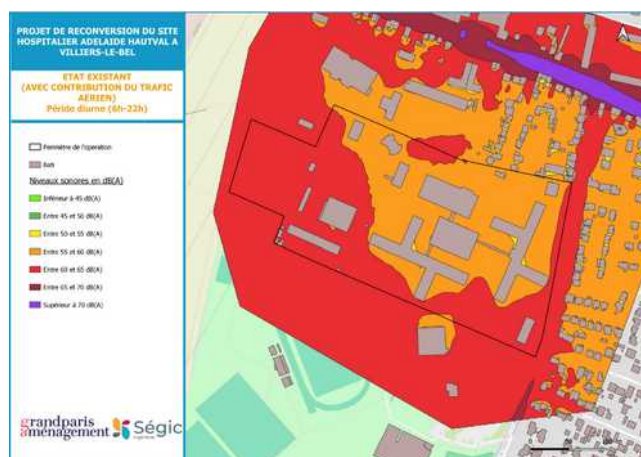 PROJET DE RECONVERSION DU SITE
HOSPITALIER ADELAIDE HAUTVAL A
VILLIERS-LE-BEL
ETAT EXISTANT
(AVEC CONTRIBUTION DU TRAFIC
AÉRIEN)
Péride diurne (6h-22h)
Périmètre de l'operation
Bati
Niveaux sonores en dB(A)
Inférieur à 45 dB(A)
Entre 45 et 50 dB(A)
Entre 50 et 55 dB(A)
Entre 55 et 60 dB(A)
Entre 60 et 65 dB(A)
Entre 65 et 70 dB(A)
Supérieur à 70 dB(A)
grandparis
aménagement
Ségic